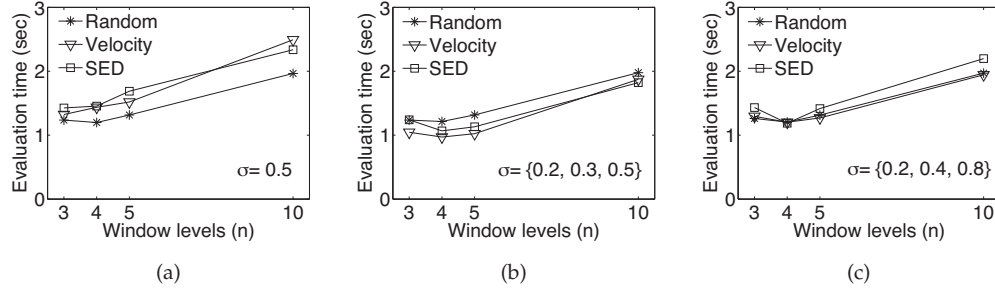 Evaluation time (sec)
3
2
1
0
Random
Velocity
SED
σ= 0.5
3 4 5 10
Window levels (n)
(a)
Evaluation time (sec)
3
2
1
0
Random
Velocity
SED
σ= {0.2, 0.3, 0.5}
3 4 5 10
Window levels (n)
(b)
Evaluation time (sec)
3
2
1
0
Random
Velocity
SED
σ= {0.2, 0.4, 0.8}
3 4 5 10
Window levels (n)
(c)